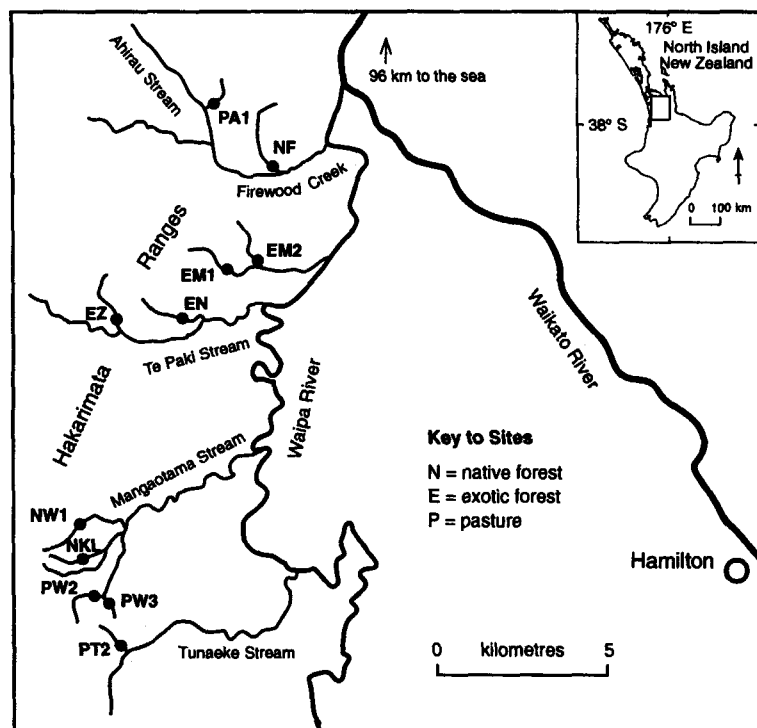 176° E
North Island
New Zealand
38° S
0 100 km
96 km to the sea
Ahirau Stream
PA1
NF
Firewood Creek
Ranges
EM2
EM1
EN
EZ
Te Paki Stream
Waipa River
Waikato River
Hakarimata
Mangaotama Stream
Key to Sites
N = native forest
E = exotic forest
P = pasture
NW1
NKL
PW2
PW3
PT2
Tunaeke Stream
Hamilton
0 kilometres 5